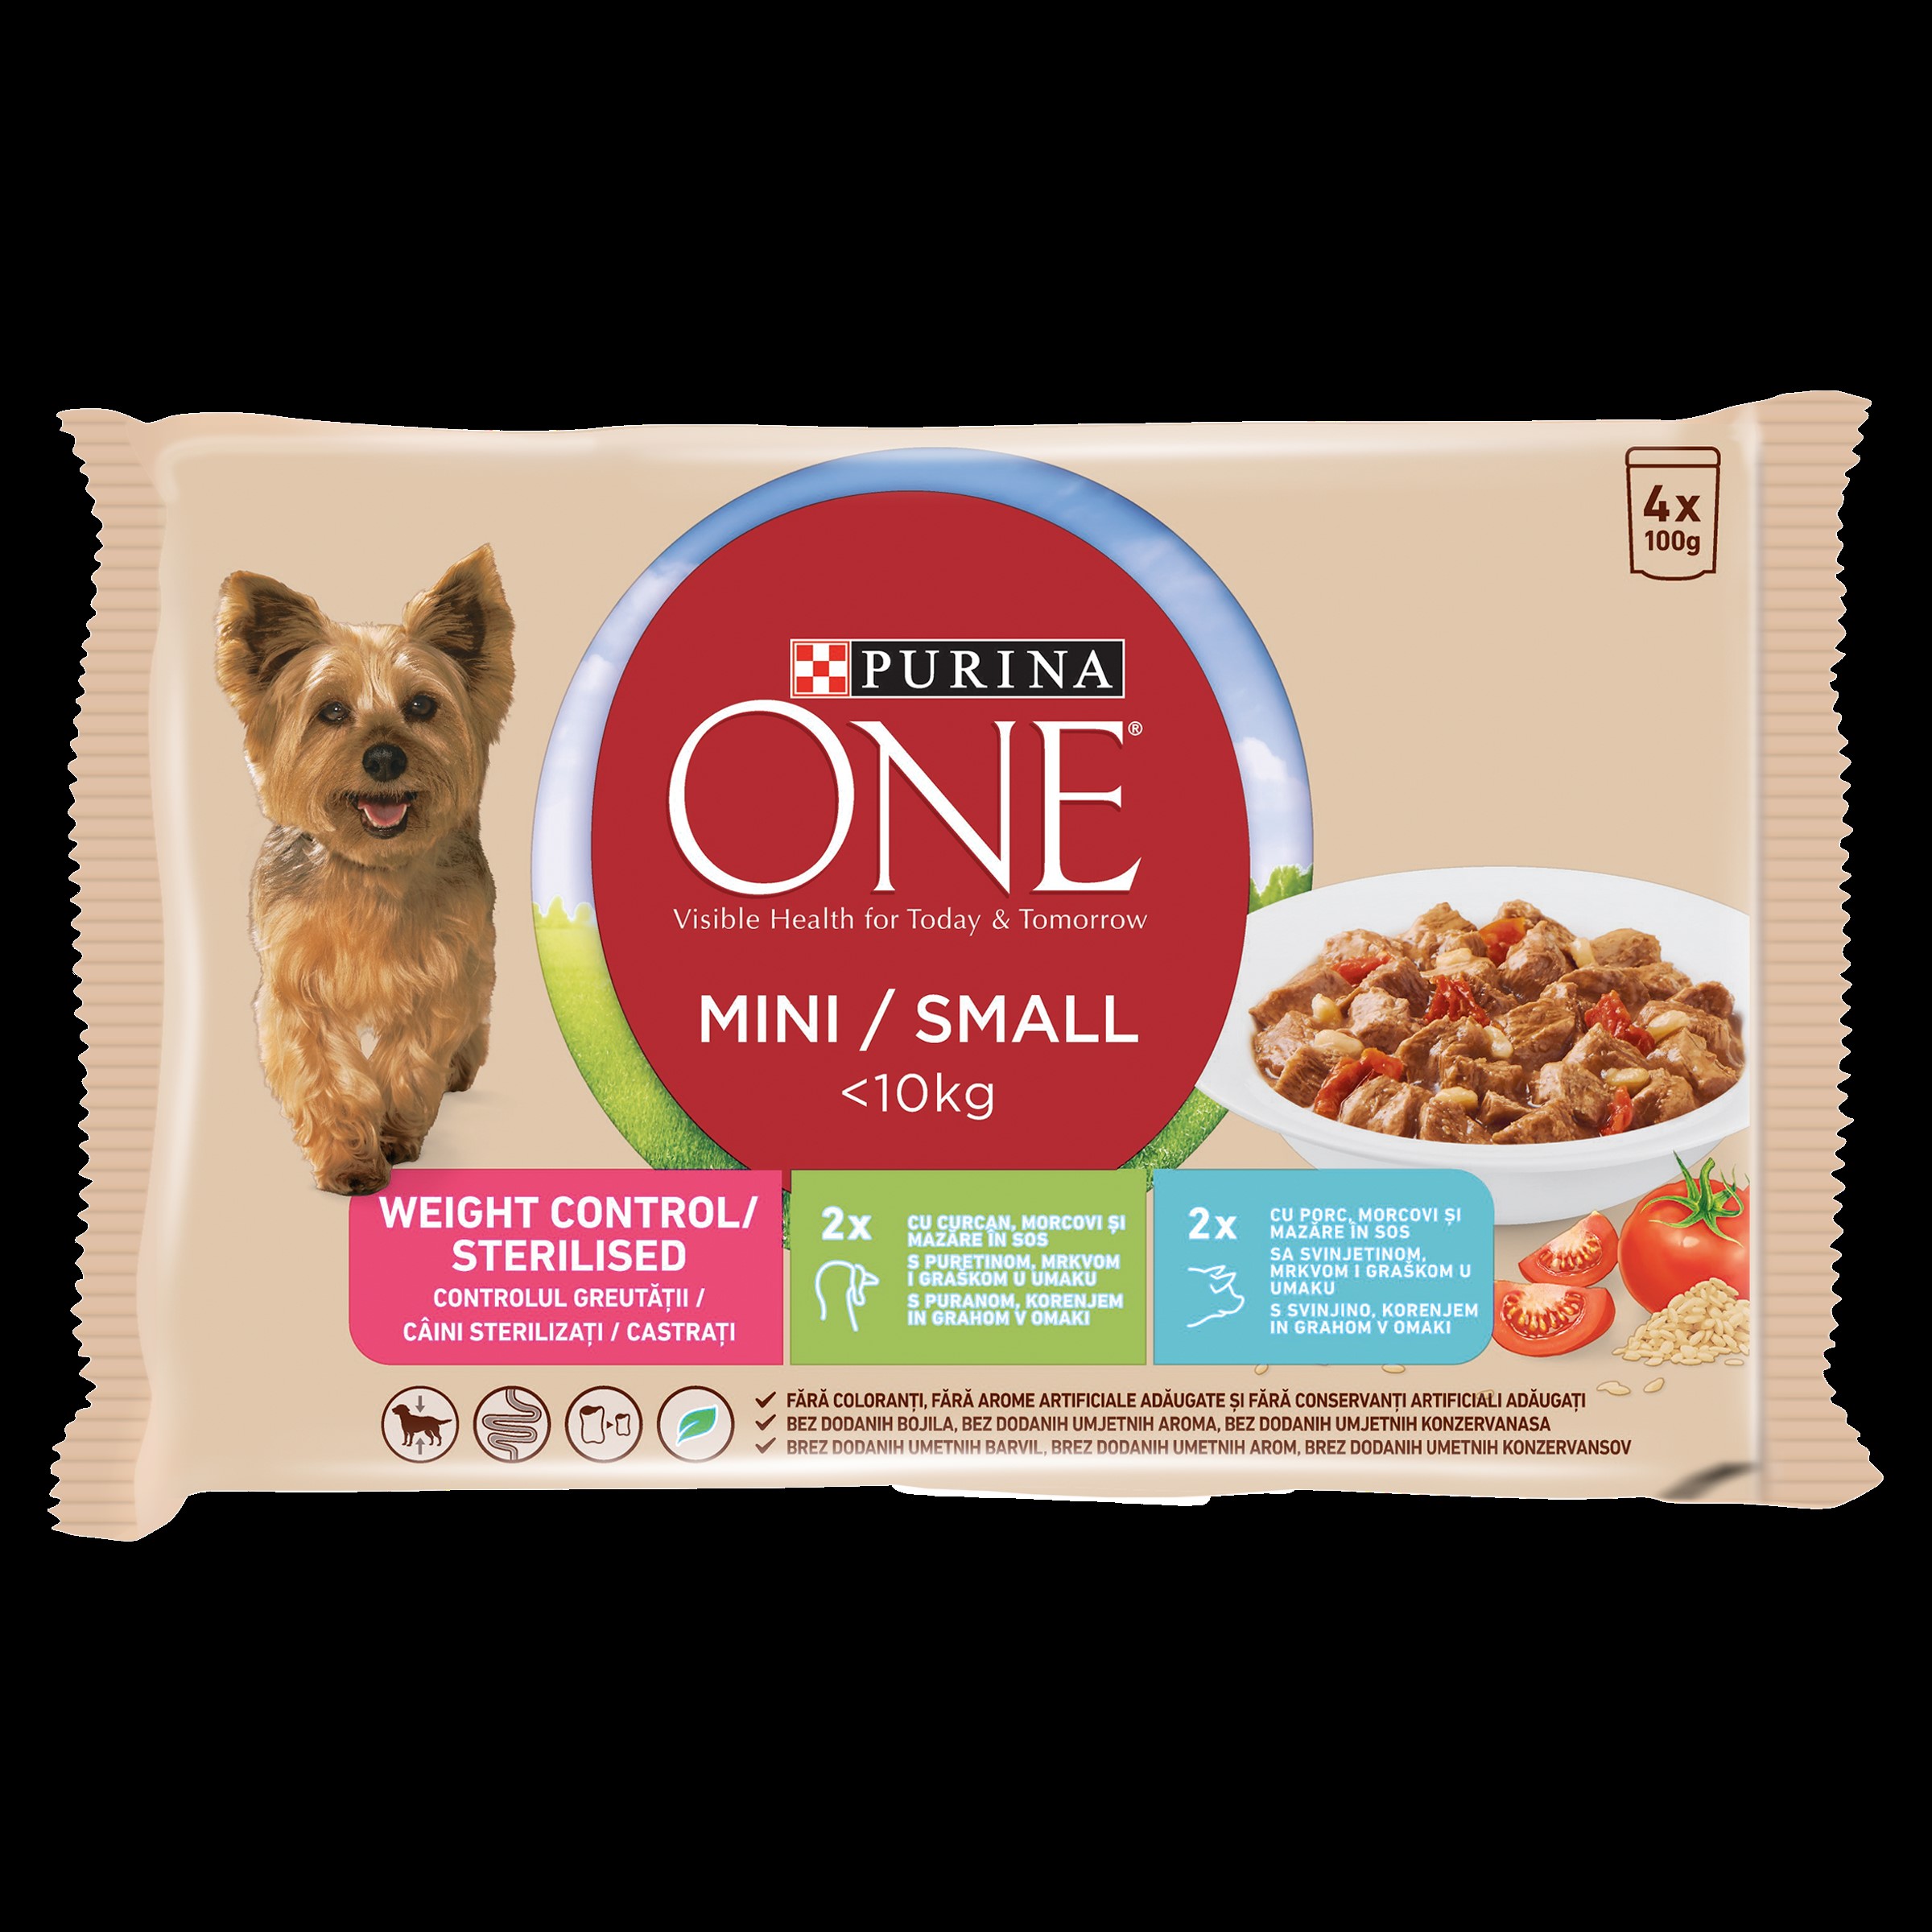 4x
100g
PURINA
ONE®
Visible Health for Today & Tomorrow
MINI / SMALL
<10kg
WEIGHT CONTROL/
STERILISED
CONTROLUL GREUTĂȚII /
CÂINI STERILIZAȚI / CASTRAȚI
2x
CU CURCAN, MORCOVI ȘI
MAZĂRE ÎN SOS
S PURETINOM, MRKVOM
I GRAŠKOM U UMAKU
S PURANOM, KORENJEM
IN GRAHOM V OMAKI
2x
CU PORC, MORCOVI ȘI
MAZĂRE ÎN SOS
SA SVINJETINOM,
MRKVOM I GRAŠKOM U
UMAKU
S SVINJINO, KORENJEM
IN GRAHOM V OMAKI
FĂRĂ COLORANȚI, FĂRĂ AROME ARTIFICIALE ADĂUGATE ȘI FĂRĂ CONSERVANȚI ARTIFICIALI ADĂUGAȚI
BEZ DODANIH BOJILA, BEZ DODANIH UMJETNIH AROMA, BEZ DODANIH UMJETNIH KONZERVANASA
BREZ DODANIH UMETNIH BARVIL, BREZ DODANIH UMETNIH AROM, BREZ DODANIH UMETNIH KONZERVANSOV